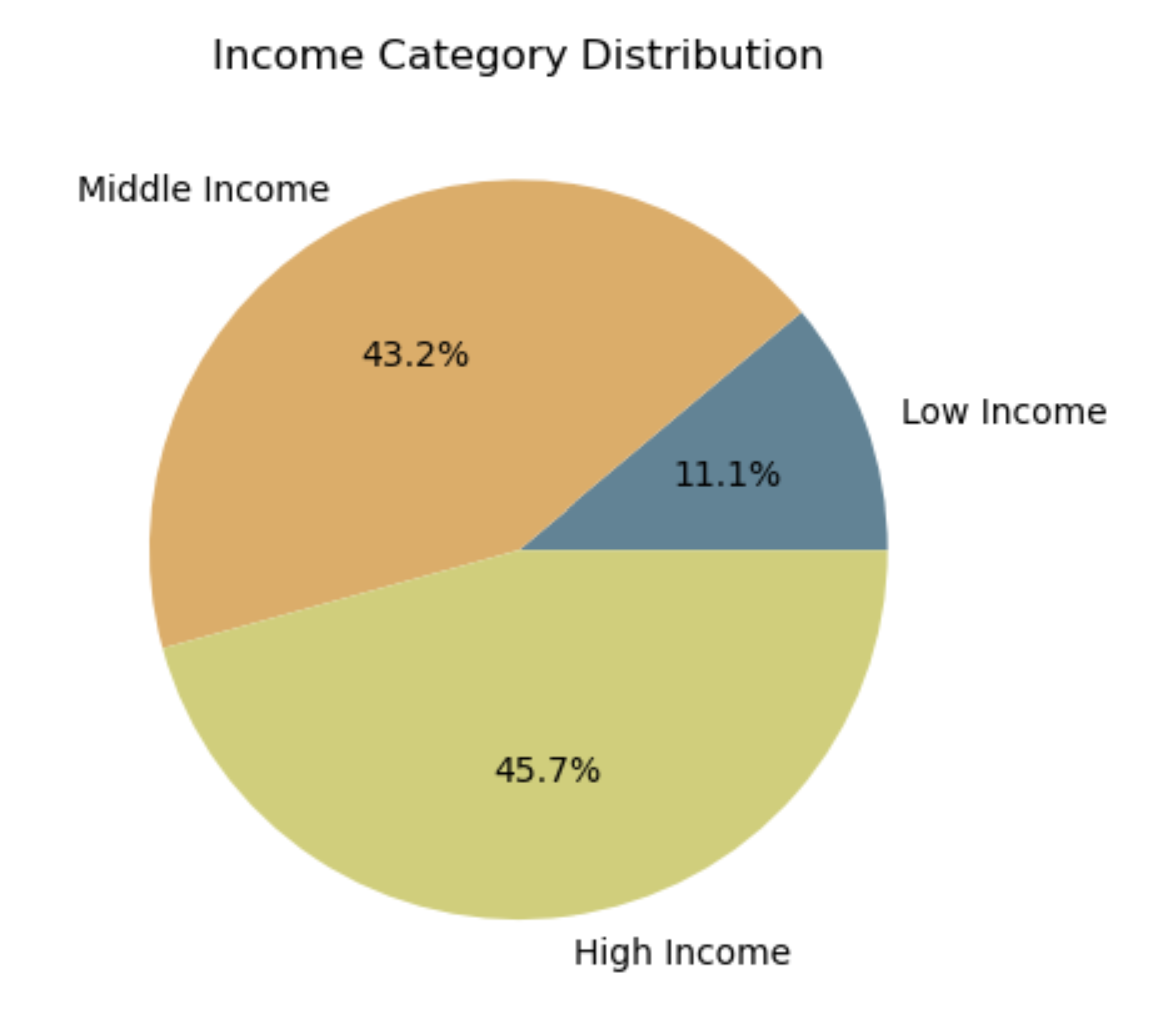 Income Category Distribution
Middle Income
43.2%
Low Income
11.1%
45.7%
High Income